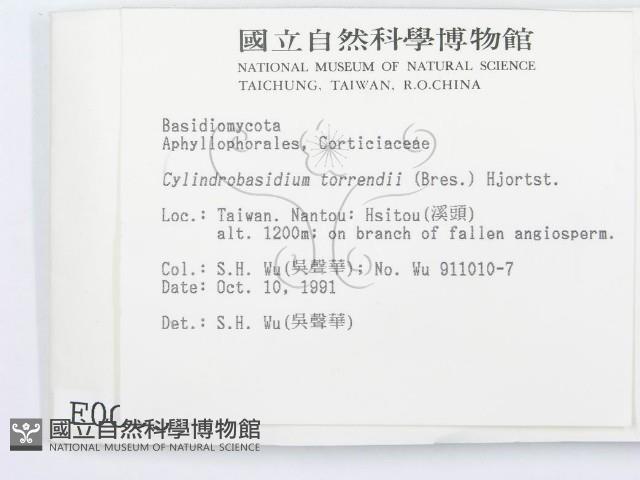 國立自然科學博物館
NATIONAL MUSEUM OF NATURAL SCIENCE
TAICHUNG, TAIWAN, R.O.CHINA
Basidiomycota
Aphyllophorales, Corticiaceae
Cylindrobasidium torrendii (Bres.) Hjortst.
Loc.: Taiwan. Nantou: Hsitou(溪頭)
alt. 1200m; on branch of fallen angiosperm.
Col.: S.H. Wu(吳聲華); No. Wu 911010-7
Date: Oct. 10, 1991
Det.: S.H. Wu(吳聲華)
國立自然科學博物館
NATIONAL MUSEUM OF NATURAL SCIENCE